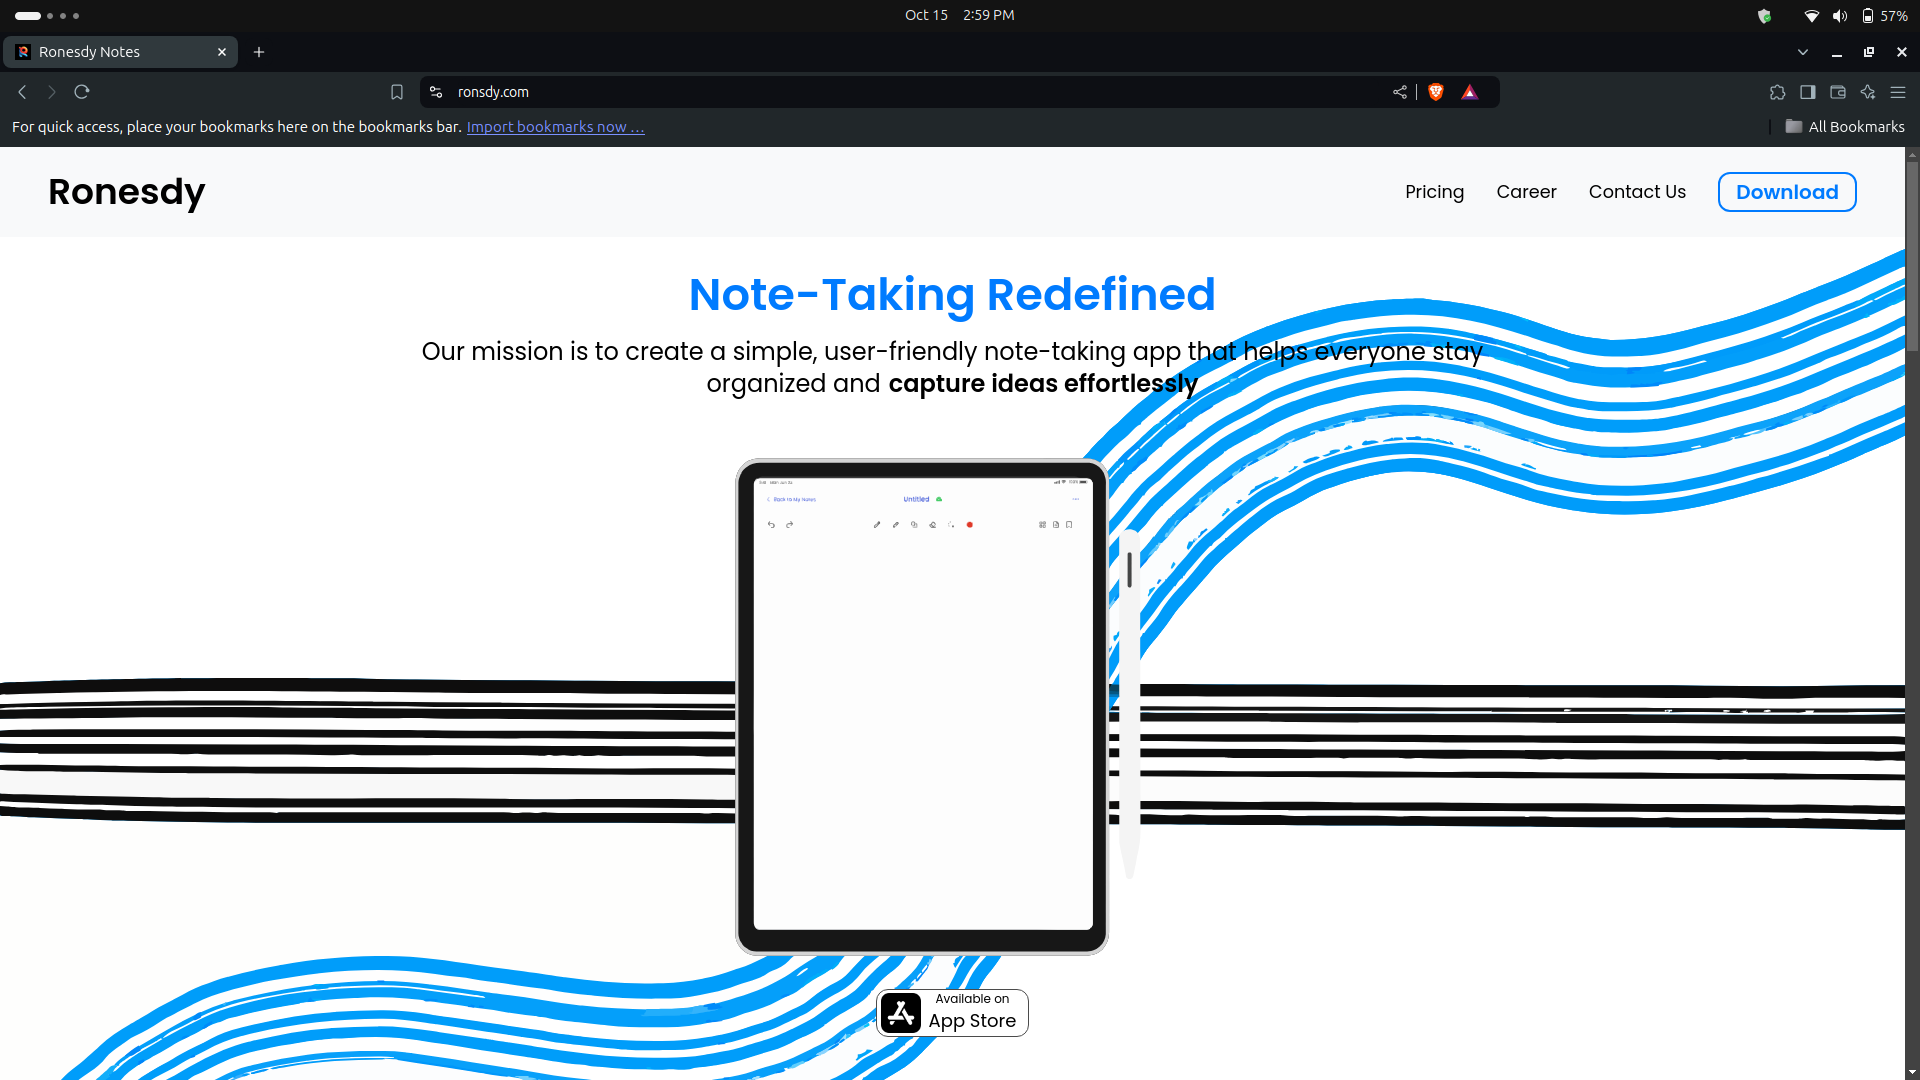 Oct 15 2:59 PM
57%
Ronesdy Notes
ronsdy.com
For quick access, place your bookmarks here on the bookmarks bar. Import bookmarks now ...
All Bookmarks
Ronesdy
Pricing
Career
Contact Us
Download
Note-Taking Redefined
Our mission is to create a simple, user-friendly note-taking app that helps everyone stay
organized and capture ideas effortlessly
Back to My Notes
Untitled
Available on
App Store